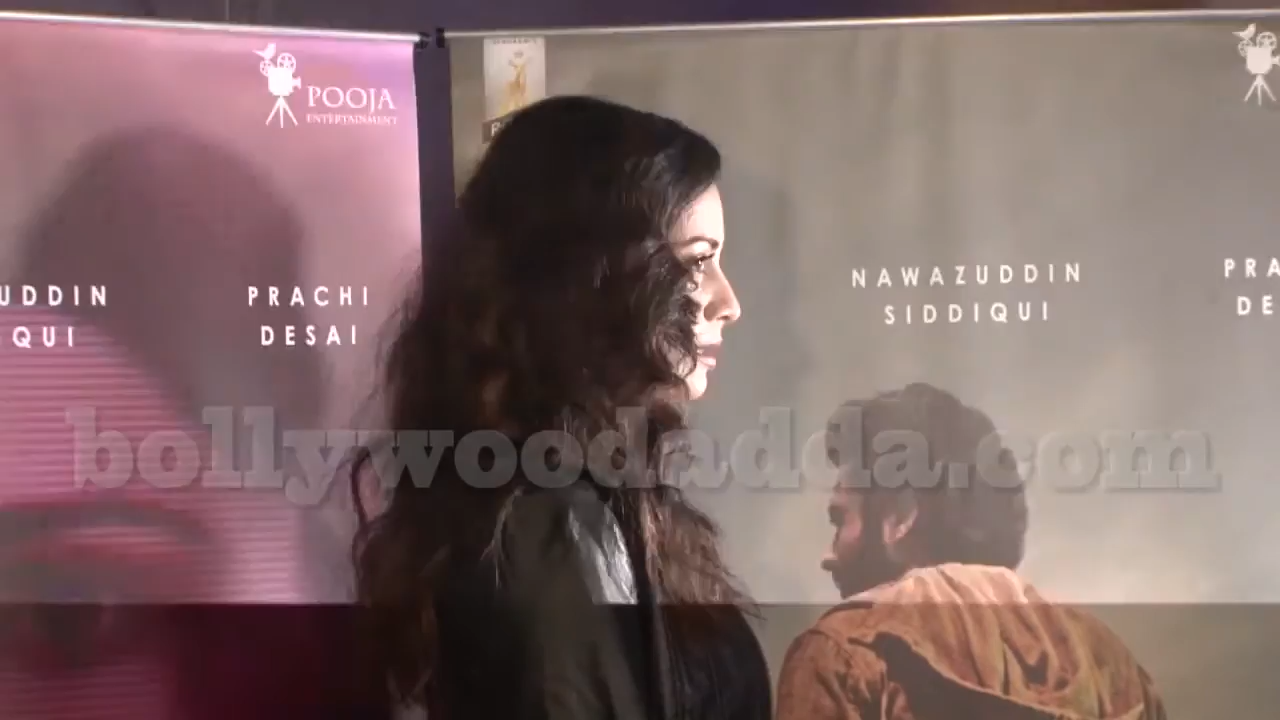 POOJA
ENTERTAINMENT
UDDIN
QUI
PRACHI
DESAI
NAWAZUDDIN
SIDDIQUI
PRA
DE
bollywoodadda.com